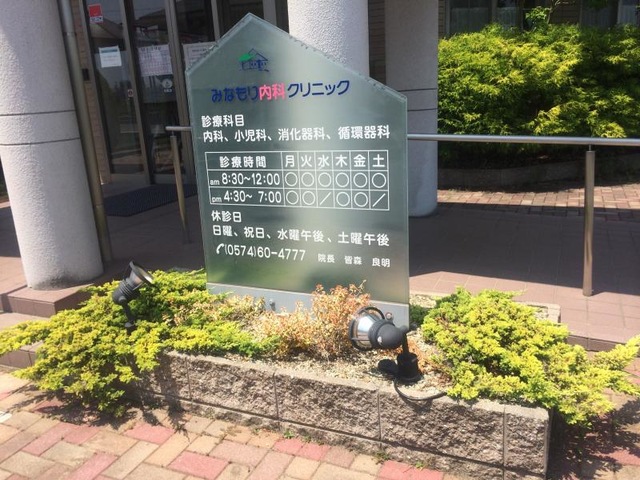 みなもり内科クリニック
診療科目
内科、小児科、消化器科、循環器科
診療時間 月 火 水 木 金 土
am 8:30~12:00 ○ ○ ○ ○ ○ ○
pm 4:30~ 7:00 ○ ○ / ○ ○ /
休診日
日曜、祝日、水曜午後、土曜午後
(0574)60-4777 院長 皆森 良明